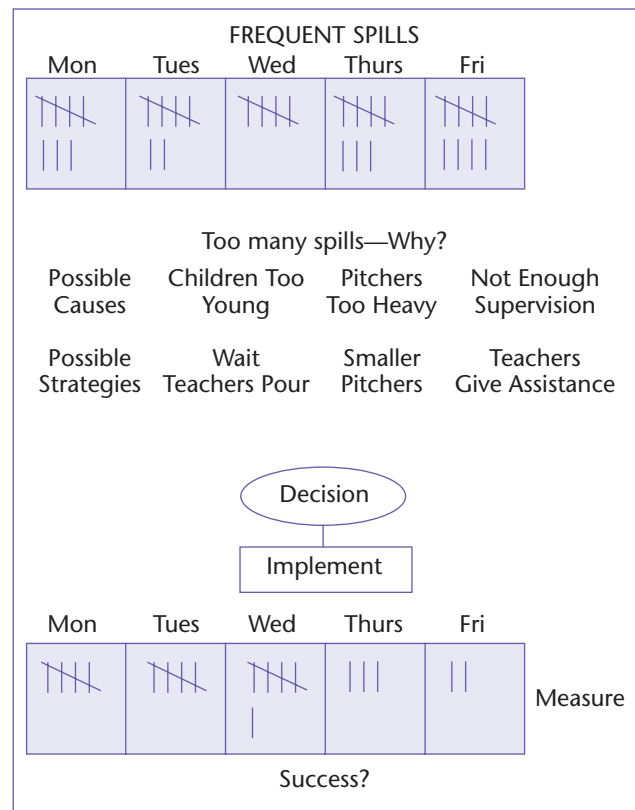 FREQUENT SPILLS
Mon Tues Wed Thurs Fri
Too many spills—Why?
Possible Causes
Children Too Young
Pitchers Too Heavy
Not Enough Supervision
Possible Strategies
Wait Teachers Pour
Smaller Pitchers
Teachers Give Assistance
Decision
Implement
Mon Tues Wed Thurs Fri
Measure
Success?